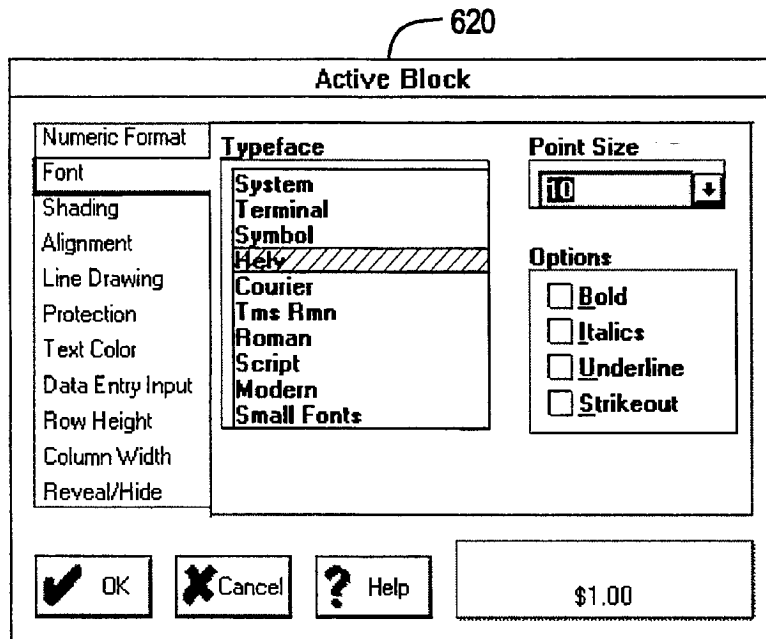 620
Active Block
Numeric Format
Font
Shading
Alignment
Line Drawing
Protection
Text Color
Data Entry Input
Row Height
Column Width
Reveal/Hide
Typeface
System
Terminal
Symbol
Helv
Courier
Tms Rmn
Roman
Script
Modern
Small Fonts
Point Size
10
Options
Bold
Italics
Underline
Strikeout
OK
Cancel
? Help
$1.00